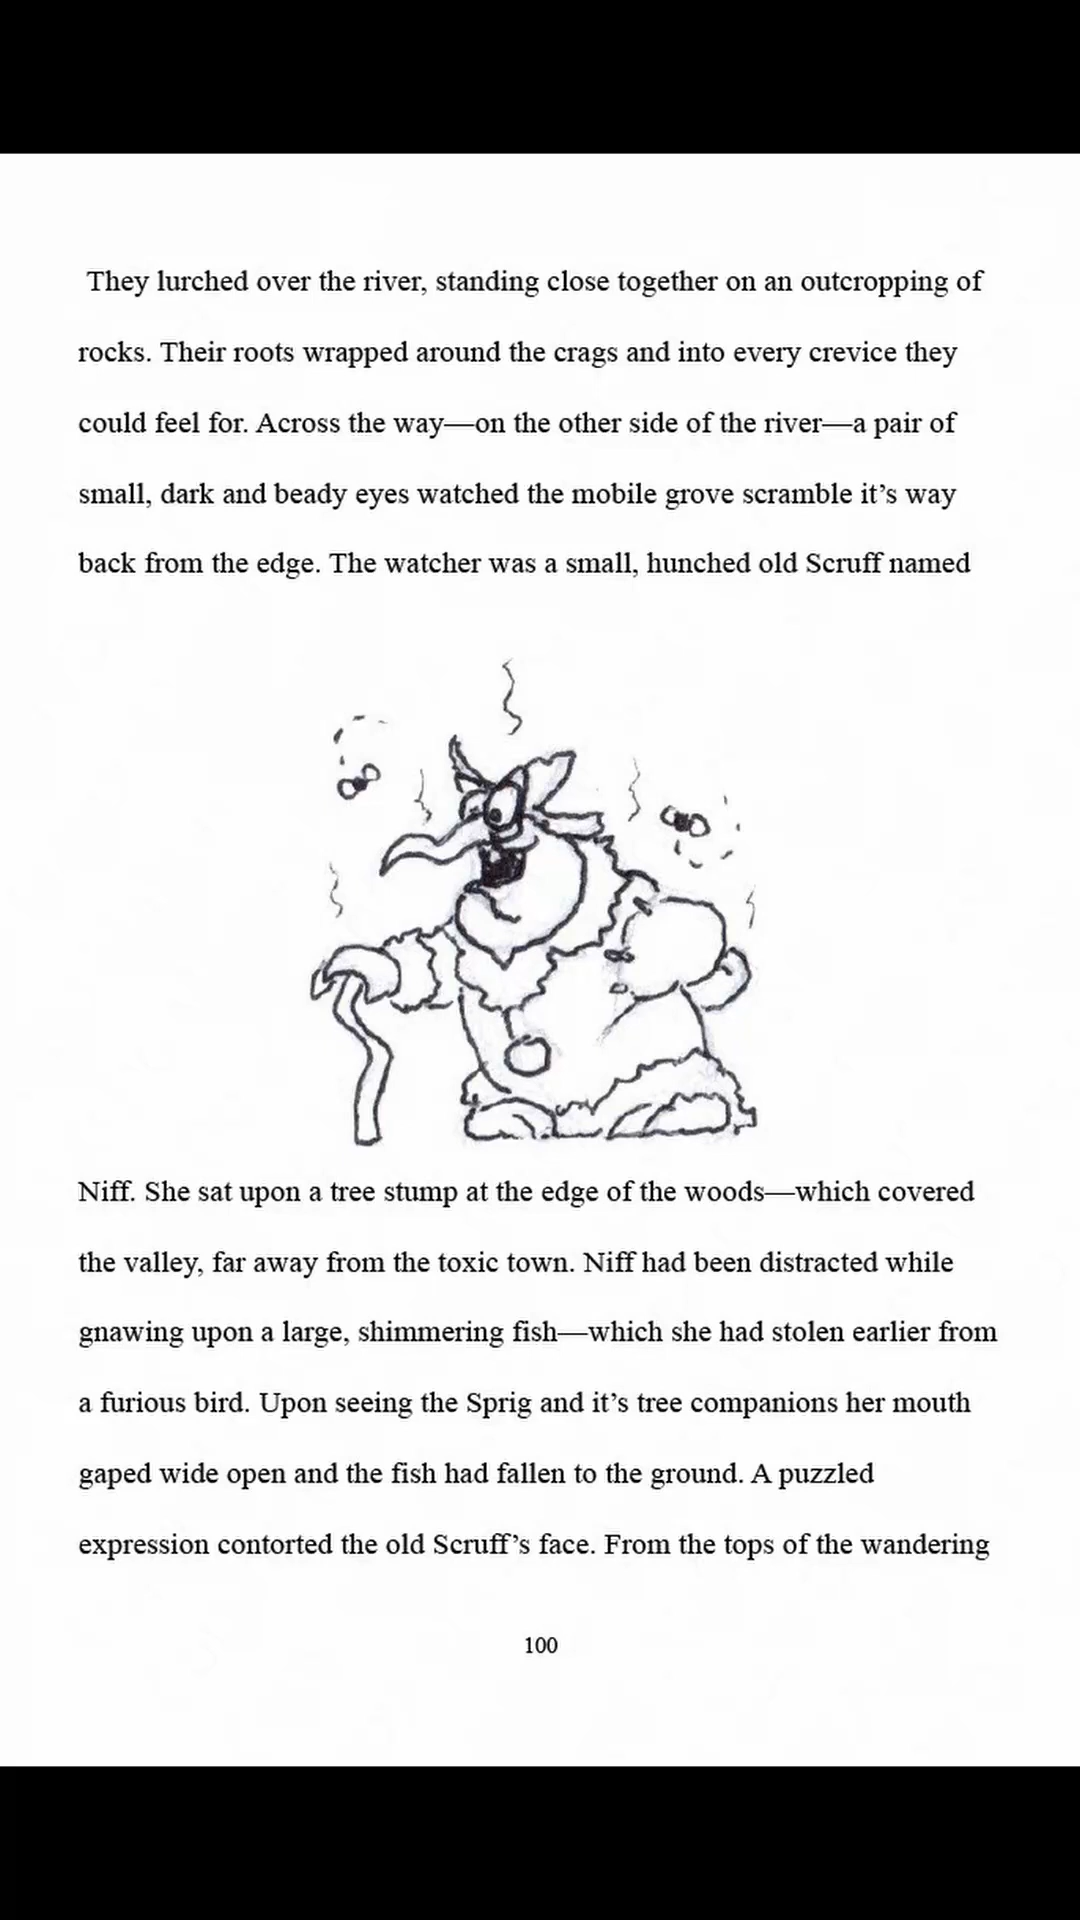 They lurched over the river, standing close together on an outcropping of
rocks. Their roots wrapped around the crags and into every crevice they
could feel for. Across the way—on the other side of the river—a pair of
small, dark and beady eyes watched the mobile grove scramble it’s way
back from the edge. The watcher was a small, hunched old Scruff named
Niff. She sat upon a tree stump at the edge of the woods—which covered
the valley, far away from the toxic town. Niff had been distracted while
gnawing upon a large, shimmering fish—which she had stolen earlier from
a furious bird. Upon seeing the Sprig and it’s tree companions her mouth
gaped wide open and the fish had fallen to the ground. A puzzled
expression contorted the old Scruff’s face. From the tops of the wandering
100